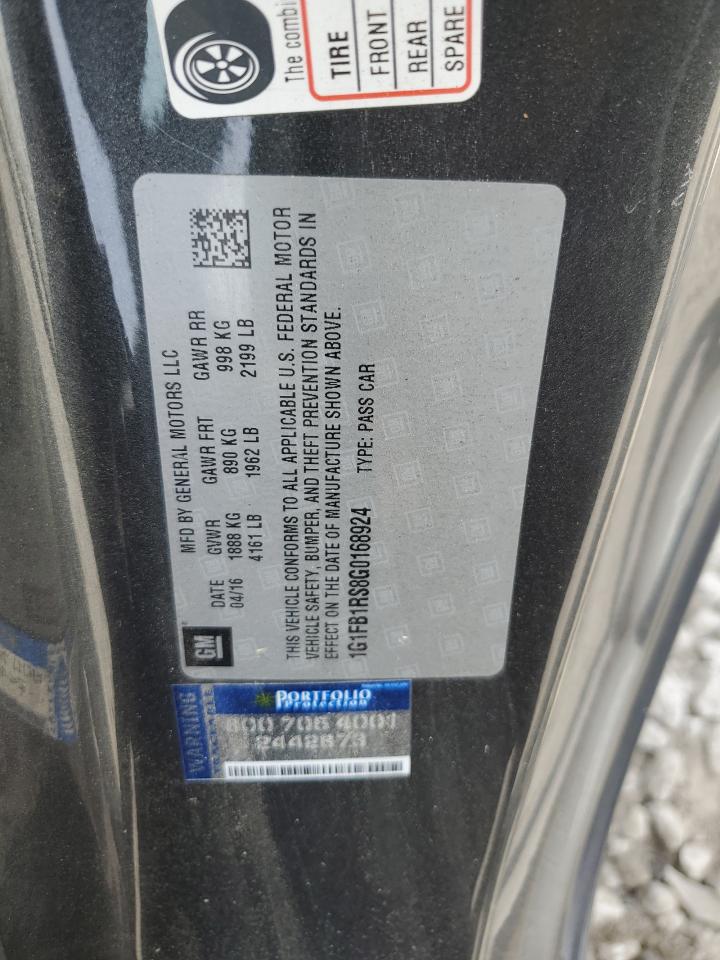 The combi
TIRE
FRONT
REAR
SPARE
MFD BY GENERAL MOTORS LLC
DATE GVWR GAWR FRT GAWR RR
04/16 1888 KG 890 KG 998 KG
4161 LB 1962 LB 2199 LB
THIS VEHICLE CONFORMS TO ALL APPLICABLE U.S. FEDERAL MOTOR
VEHICLE SAFETY, BUMPER, AND THEFT PREVENTION STANDARDS IN
EFFECT ON THE DATE OF MANUFACTURE SHOWN ABOVE.
1G1FB1RS8G0168924 TYPE: PASS CAR
GM
WARNING
PORTFOLIO
Protection
800 705 4001
2442873